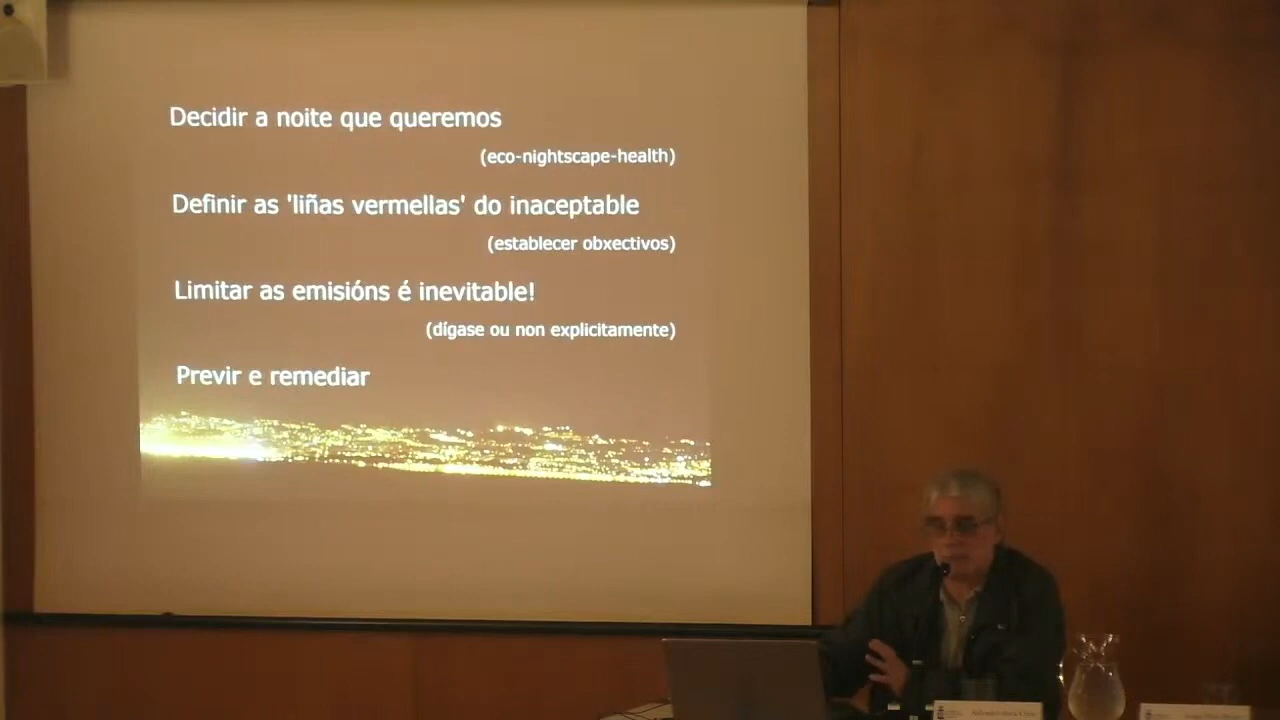 Decidir a noite que queremos
(eco-nightscape-health)
Definir as 'liñas vermellas' do inaceptable
(establecer obxectivos)
Limitar as emisións é inevitable!
(dígase ou non explicitamente)
Previr e remediar